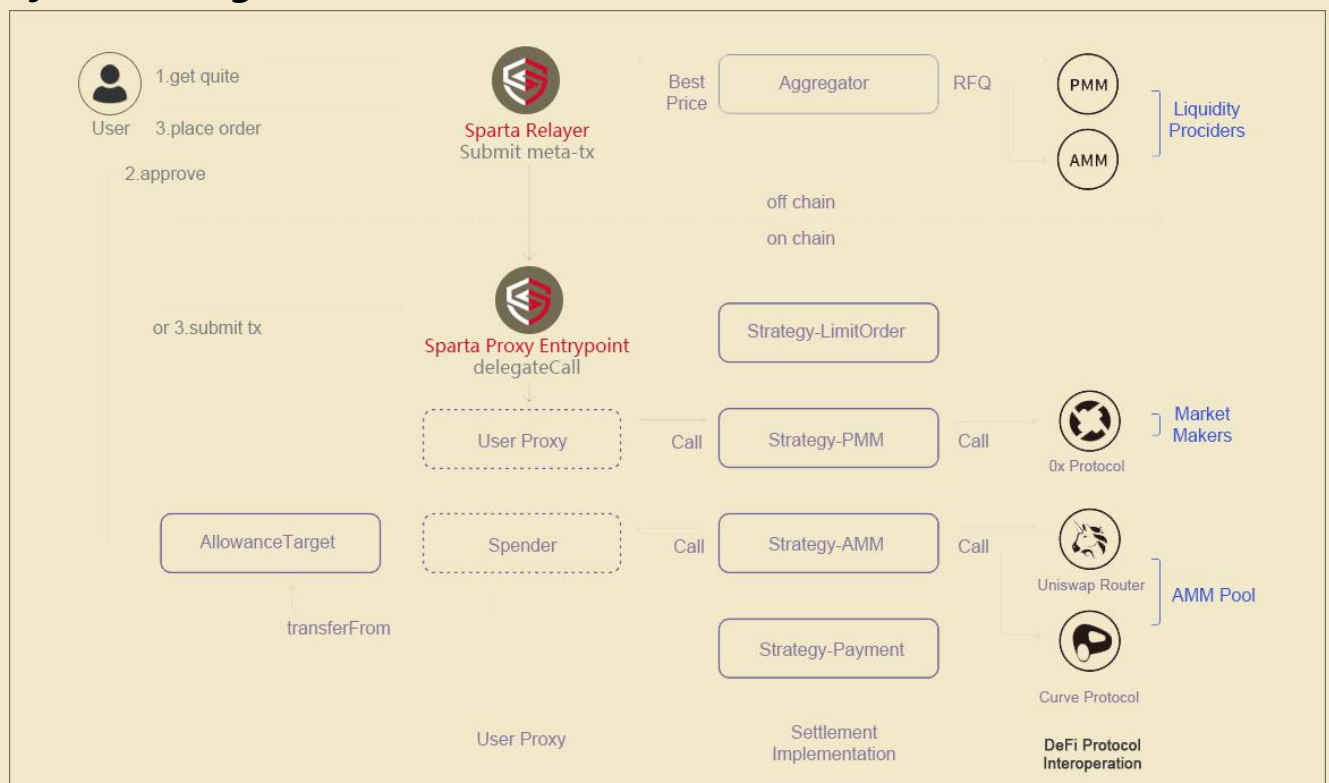 1.get quite
User
3.place order
2.approve
Sparta Relayer
Submit meta-tx
Best
Price
Aggregator
RFQ
PMM
AMM
Liquidity
Prociders
off chain
on chain
or 3.submit tx
Sparta Proxy Entrypoint
delegateCall
Strategy-LimitOrder
User Proxy
Call
Strategy-PMM
Call
0x Protocol
Market
Makers
AllowanceTarget
Spender
Call
Strategy-AMM
Call
Uniswap Router
AMM Pool
transferFrom
Strategy-Payment
Curve Protocol
User Proxy
Settlement
Implementation
DeFi Protocol
Interoperation